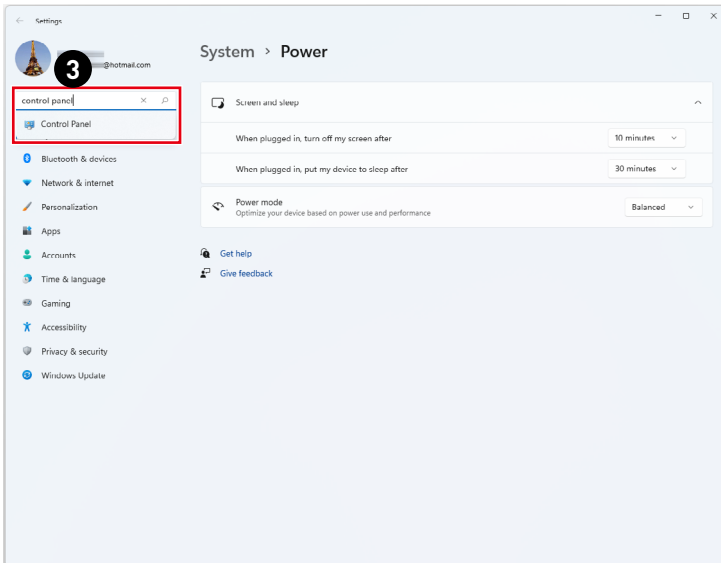 Settings
3
@hotmail.com
System > Power
control panel
Control Panel
Bluetooth & devices
Network & internet
Personalization
Apps
Accounts
Time & language
Gaming
Accessibility
Privacy & security
Windows Update
Screen and sleep
When plugged in, turn off my screen after
10 minutes
When plugged in, put my device to sleep after
30 minutes
Power mode
Optimize your device based on power use and performance
Balanced
Get help
Give feedback